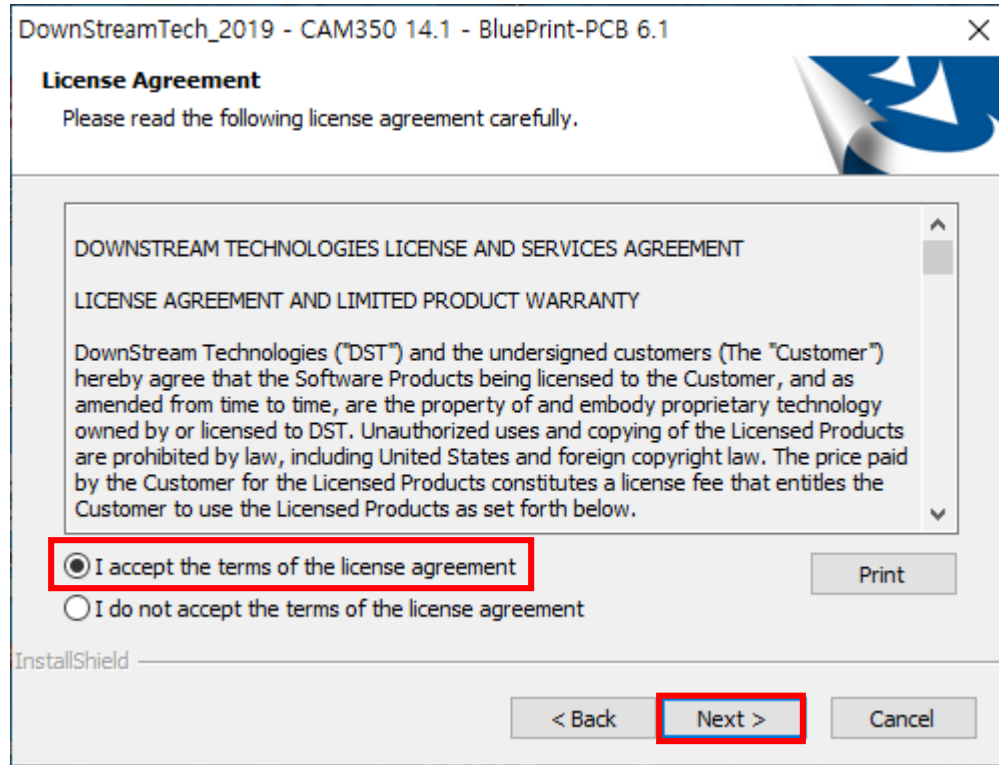 DownStreamTech_2019 - CAM350 14.1 - BluePrint-PCB 6.1
License Agreement
Please read the following license agreement carefully.
DOWNSTREAM TECHNOLOGIES LICENSE AND SERVICES AGREEMENT
LICENSE AGREEMENT AND LIMITED PRODUCT WARRANTY
DownStream Technologies ("DST") and the undersigned customers (The "Customer")
hereby agree that the Software Products being licensed to the Customer, and as
amended from time to time, are the property of and embody proprietary technology
owned by or licensed to DST. Unauthorized uses and copying of the Licensed Products
are prohibited by law, including United States and foreign copyright law. The price paid
by the Customer for the Licensed Products constitutes a license fee that entitles the
Customer to use the Licensed Products as set forth below.
I accept the terms of the license agreement
Print
I do not accept the terms of the license agreement
InstallShield
< Back
Next >
Cancel